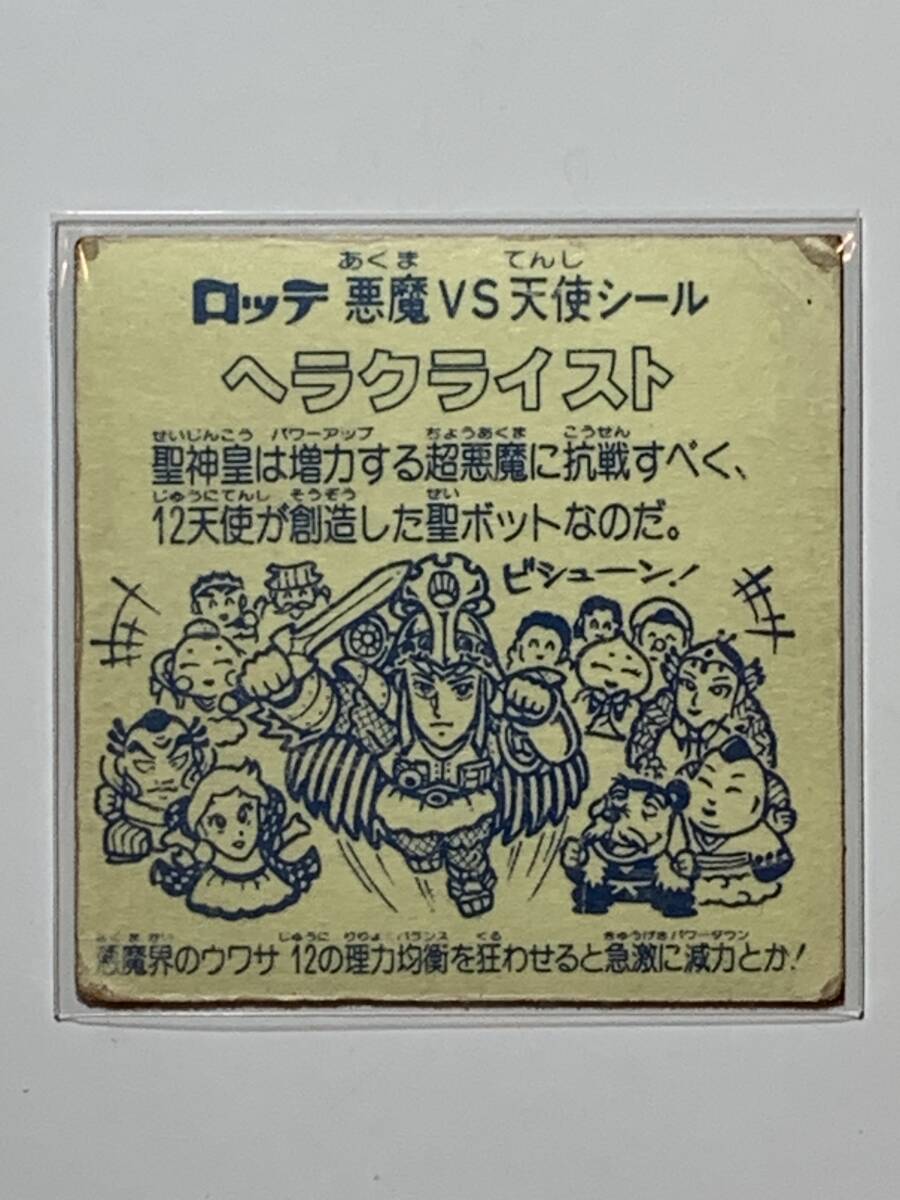 あくま てんし
ロッテ 悪魔VS天使シール
ヘラクライスト
せいじんこう パワーアップ ちょうあくま こうせん
聖神皇は増力する超悪魔に抗戦すべく、
じゅうにてんし そうぞう せい
12天使が創造した聖ボットなのだ。
ビシューン!
あくまかい じゅうに りりょく バランス くる きゅうげき パワーダウン
悪魔界のウワサ 12の理力均衡を狂わせると急激に減力とか!